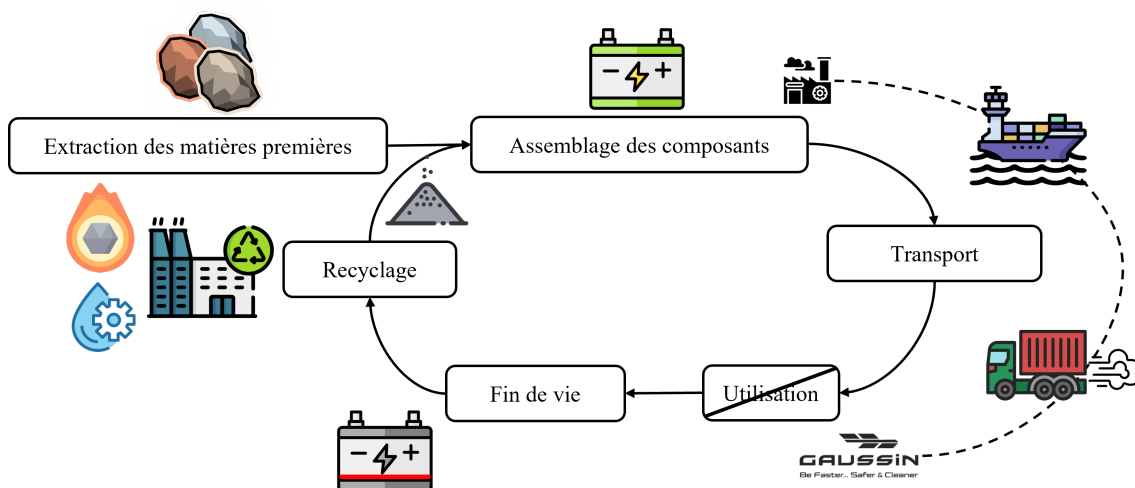 Extraction des matières premières
Assemblage des composants
Transport
Recyclage
Fin de vie
Utilisation
GAUSSiN
Be Faster... Safer & Cleaner